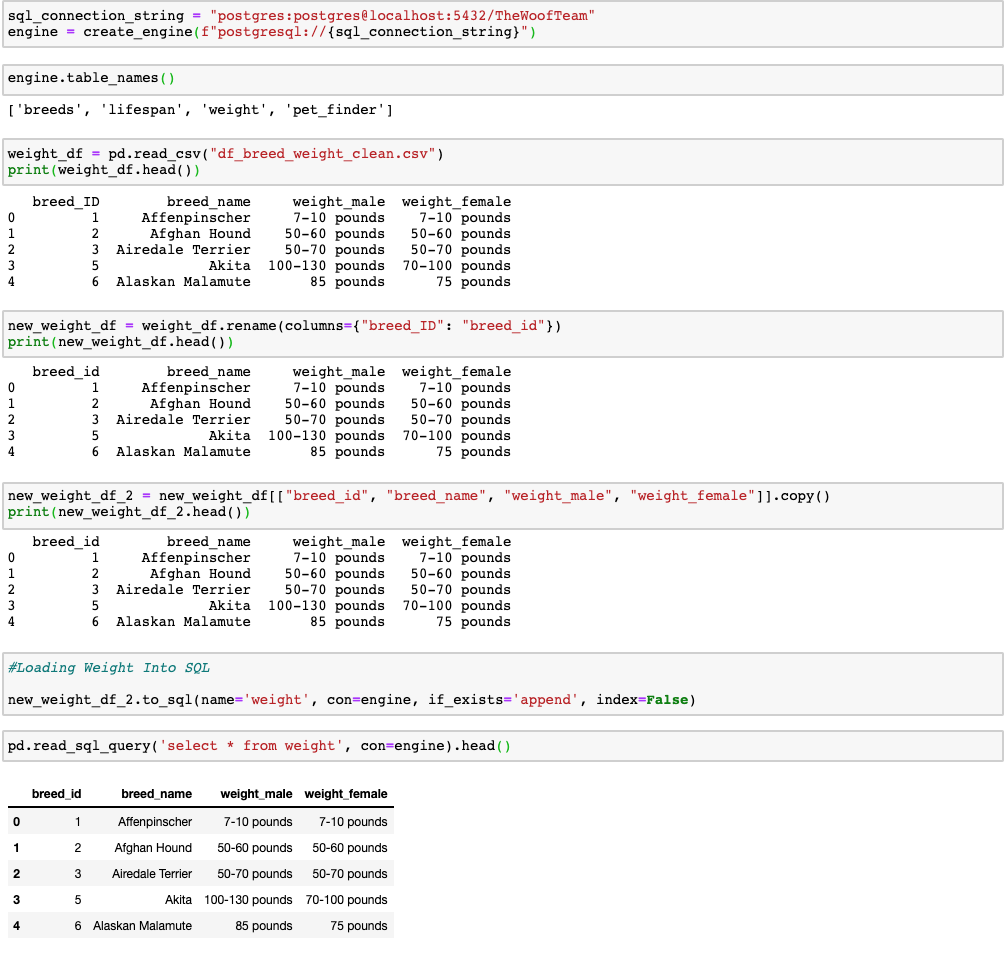 sql_connection_string = "postgres:postgres@localhost:5432/TheWoofTeam"
engine = create_engine(f"postgresql://{sql_connection_string}")
engine.table_names()
['breeds', 'lifespan', 'weight', 'pet_finder']
weight_df = pd.read_csv("df_breed_weight_clean.csv")
print(weight_df.head())
breed_ID breed_name weight_male weight_female
0 1 Affenpinscher 7-10 pounds 7-10 pounds
1 2 Afghan Hound 50-60 pounds 50-60 pounds
2 3 Airedale Terrier 50-70 pounds 50-70 pounds
3 5 Akita 100-130 pounds 70-100 pounds
4 6 Alaskan Malamute 85 pounds 75 pounds
new_weight_df = weight_df.rename(columns={"breed_ID": "breed_id"})
print(new_weight_df.head())
breed_id breed_name weight_male weight_female
0 1 Affenpinscher 7-10 pounds 7-10 pounds
1 2 Afghan Hound 50-60 pounds 50-60 pounds
2 3 Airedale Terrier 50-70 pounds 50-70 pounds
3 5 Akita 100-130 pounds 70-100 pounds
4 6 Alaskan Malamute 85 pounds 75 pounds
new_weight_df_2 = new_weight_df[["breed_id", "breed_name", "weight_male", "weight_female"]].copy()
print(new_weight_df_2.head())
breed_id breed_name weight_male weight_female
0 1 Affenpinscher 7-10 pounds 7-10 pounds
1 2 Afghan Hound 50-60 pounds 50-60 pounds
2 3 Airedale Terrier 50-70 pounds 50-70 pounds
3 5 Akita 100-130 pounds 70-100 pounds
4 6 Alaskan Malamute 85 pounds 75 pounds
#Loading Weight Into SQL
new_weight_df_2.to_sql(name='weight', con=engine, if_exists='append', index=False)
pd.read_sql_query('select * from weight', con=engine).head()
breed_id breed_name weight_male weight_female
0 1 Affenpinscher 7-10 pounds 7-10 pounds
1 2 Afghan Hound 50-60 pounds 50-60 pounds
2 3 Airedale Terrier 50-70 pounds 50-70 pounds
3 5 Akita 100-130 pounds 70-100 pounds
4 6 Alaskan Malamute 85 pounds 75 pounds